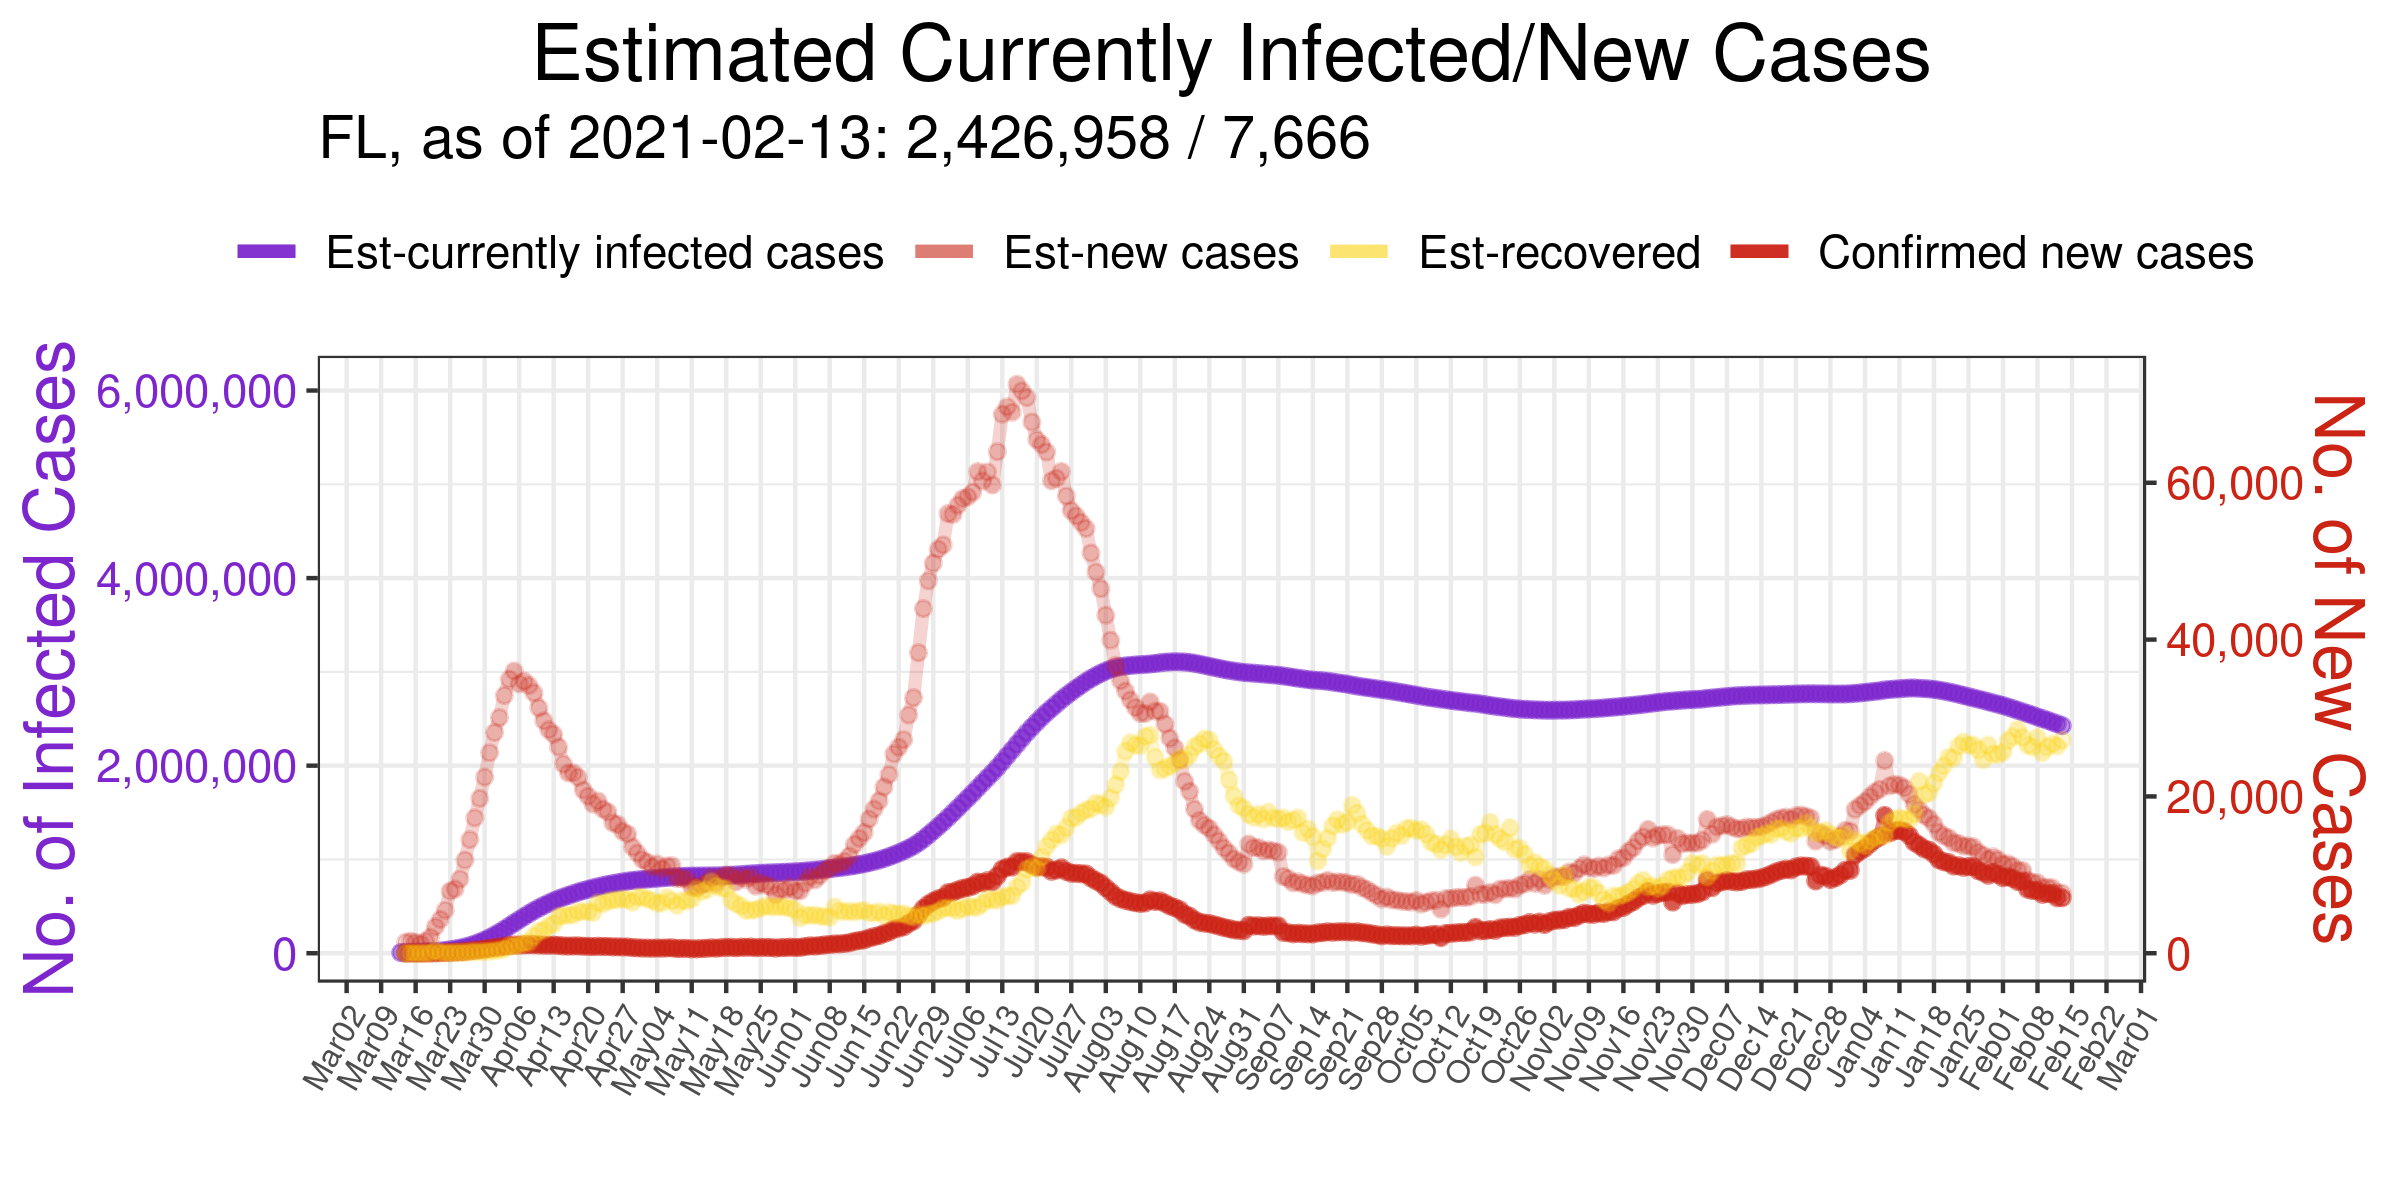 Estimated Currently Infected/New Cases
FL, as of 2021-02-13: 2,426,958 / 7,666
Est-currently infected cases Est-new cases Est-recovered Confirmed new cases
No. of Infected Cases
6,000,000
4,000,000
2,000,000
0
60,000
40,000
20,000
0
No. of New Cases
Mar02 Mar09 Mar16 Mar23 Mar30 Apr06 Apr13 Apr20 Apr27 May04 May11 May18 May25 Jun01 Jun08 Jun15 Jun22 Jun29 Jul06 Jul13 Jul20 Jul27 Aug03 Aug10 Aug17 Aug24 Aug31 Sep07 Sep14 Sep21 Sep28 Oct05 Oct12 Oct19 Oct26 Nov02 Nov09 Nov16 Nov23 Nov30 Dec07 Dec14 Dec21 Dec28 Jan04 Jan11 Jan18 Jan25 Feb01 Feb08 Feb15 Feb22 Mar01